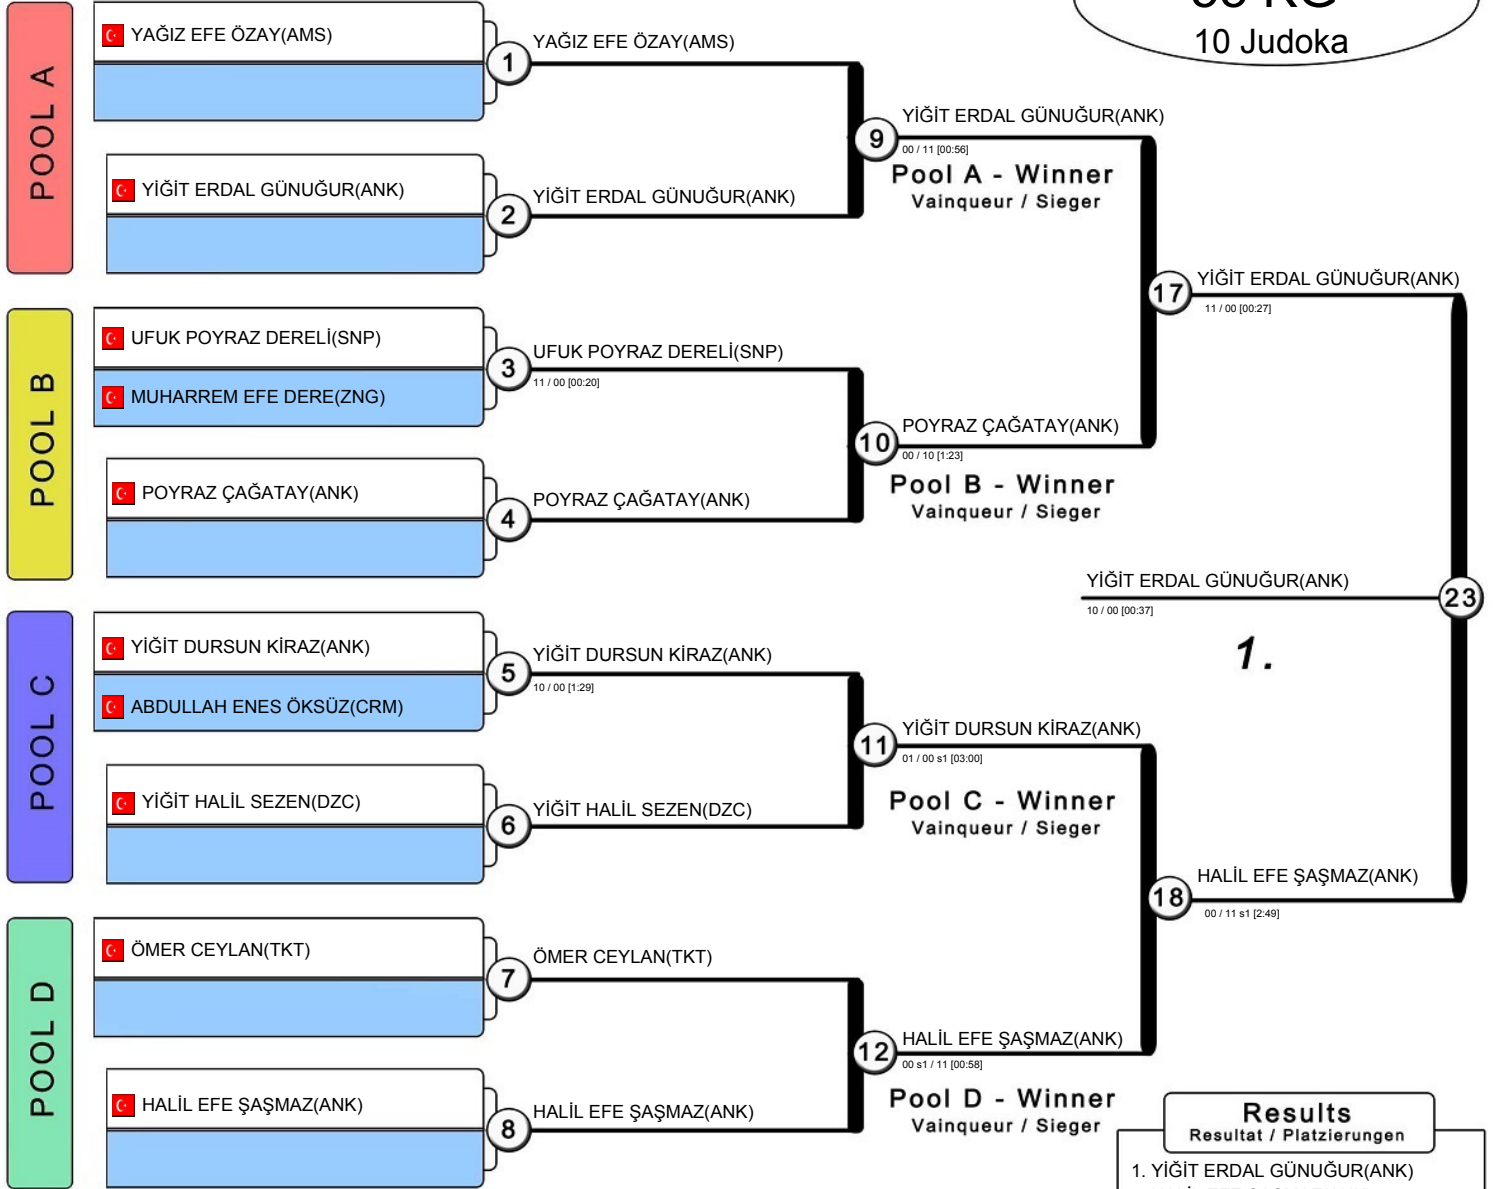 KG
10 Judoka
POOL A
YAĞIZ EFE ÖZAY(AMS)
1
YAĞIZ EFE ÖZAY(AMS)
YİĞİT ERDAL GÜNUĞUR(ANK)
2
YİĞİT ERDAL GÜNUĞUR(ANK)
9
YİĞİT ERDAL GÜNUĞUR(ANK)
00 / 11 [00:56]
Pool A - Winner
Vainqueur / Sieger
POOL B
UFUK POYRAZ DERELİ(SNP)
MUHARREM EFE DERE(ZNG)
3
UFUK POYRAZ DERELİ(SNP)
11 / 00 [00:20]
POYRAZ ÇAĞATAY(ANK)
4
POYRAZ ÇAĞATAY(ANK)
10
POYRAZ ÇAĞATAY(ANK)
00 / 10 [1:23]
Pool B - Winner
Vainqueur / Sieger
17
YİĞİT ERDAL GÜNUĞUR(ANK)
11 / 00 [00:27]
POOL C
YİĞİT DURSUN KİRAZ(ANK)
ABDULLAH ENES ÖKSÜZ(CRM)
5
YİĞİT DURSUN KİRAZ(ANK)
10 / 00 [1:29]
YİĞİT HALİL SEZEN(DZC)
6
YİĞİT HALİL SEZEN(DZC)
11
YİĞİT DURSUN KİRAZ(ANK)
01 / 00 s1 [03:00]
Pool C - Winner
Vainqueur / Sieger
POOL D
ÖMER CEYLAN(TKT)
7
ÖMER CEYLAN(TKT)
HALİL EFE ŞAŞMAZ(ANK)
8
HALİL EFE ŞAŞMAZ(ANK)
12
HALİL EFE ŞAŞMAZ(ANK)
00 s1 / 11 [00:58]
Pool D - Winner
Vainqueur / Sieger
18
HALİL EFE ŞAŞMAZ(ANK)
00 / 11 s1 [2:49]
YİĞİT ERDAL GÜNUĞUR(ANK)
10 / 00 [00:37]
23
1.
Results
Resultat / Platzierungen
1. YİĞİT ERDAL GÜNUĞUR(ANK)